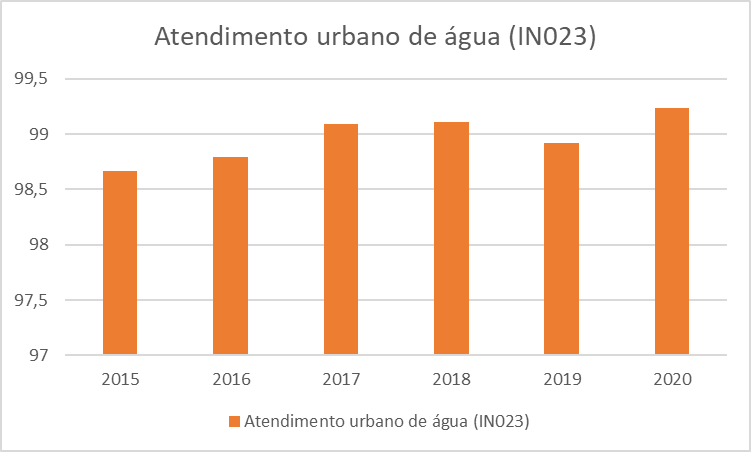 Atendimento urbano de água (IN023)
99,5
99
98,5
98
97,5
97
2015 2016 2017 2018 2019 2020
Atendimento urbano de água (IN023)